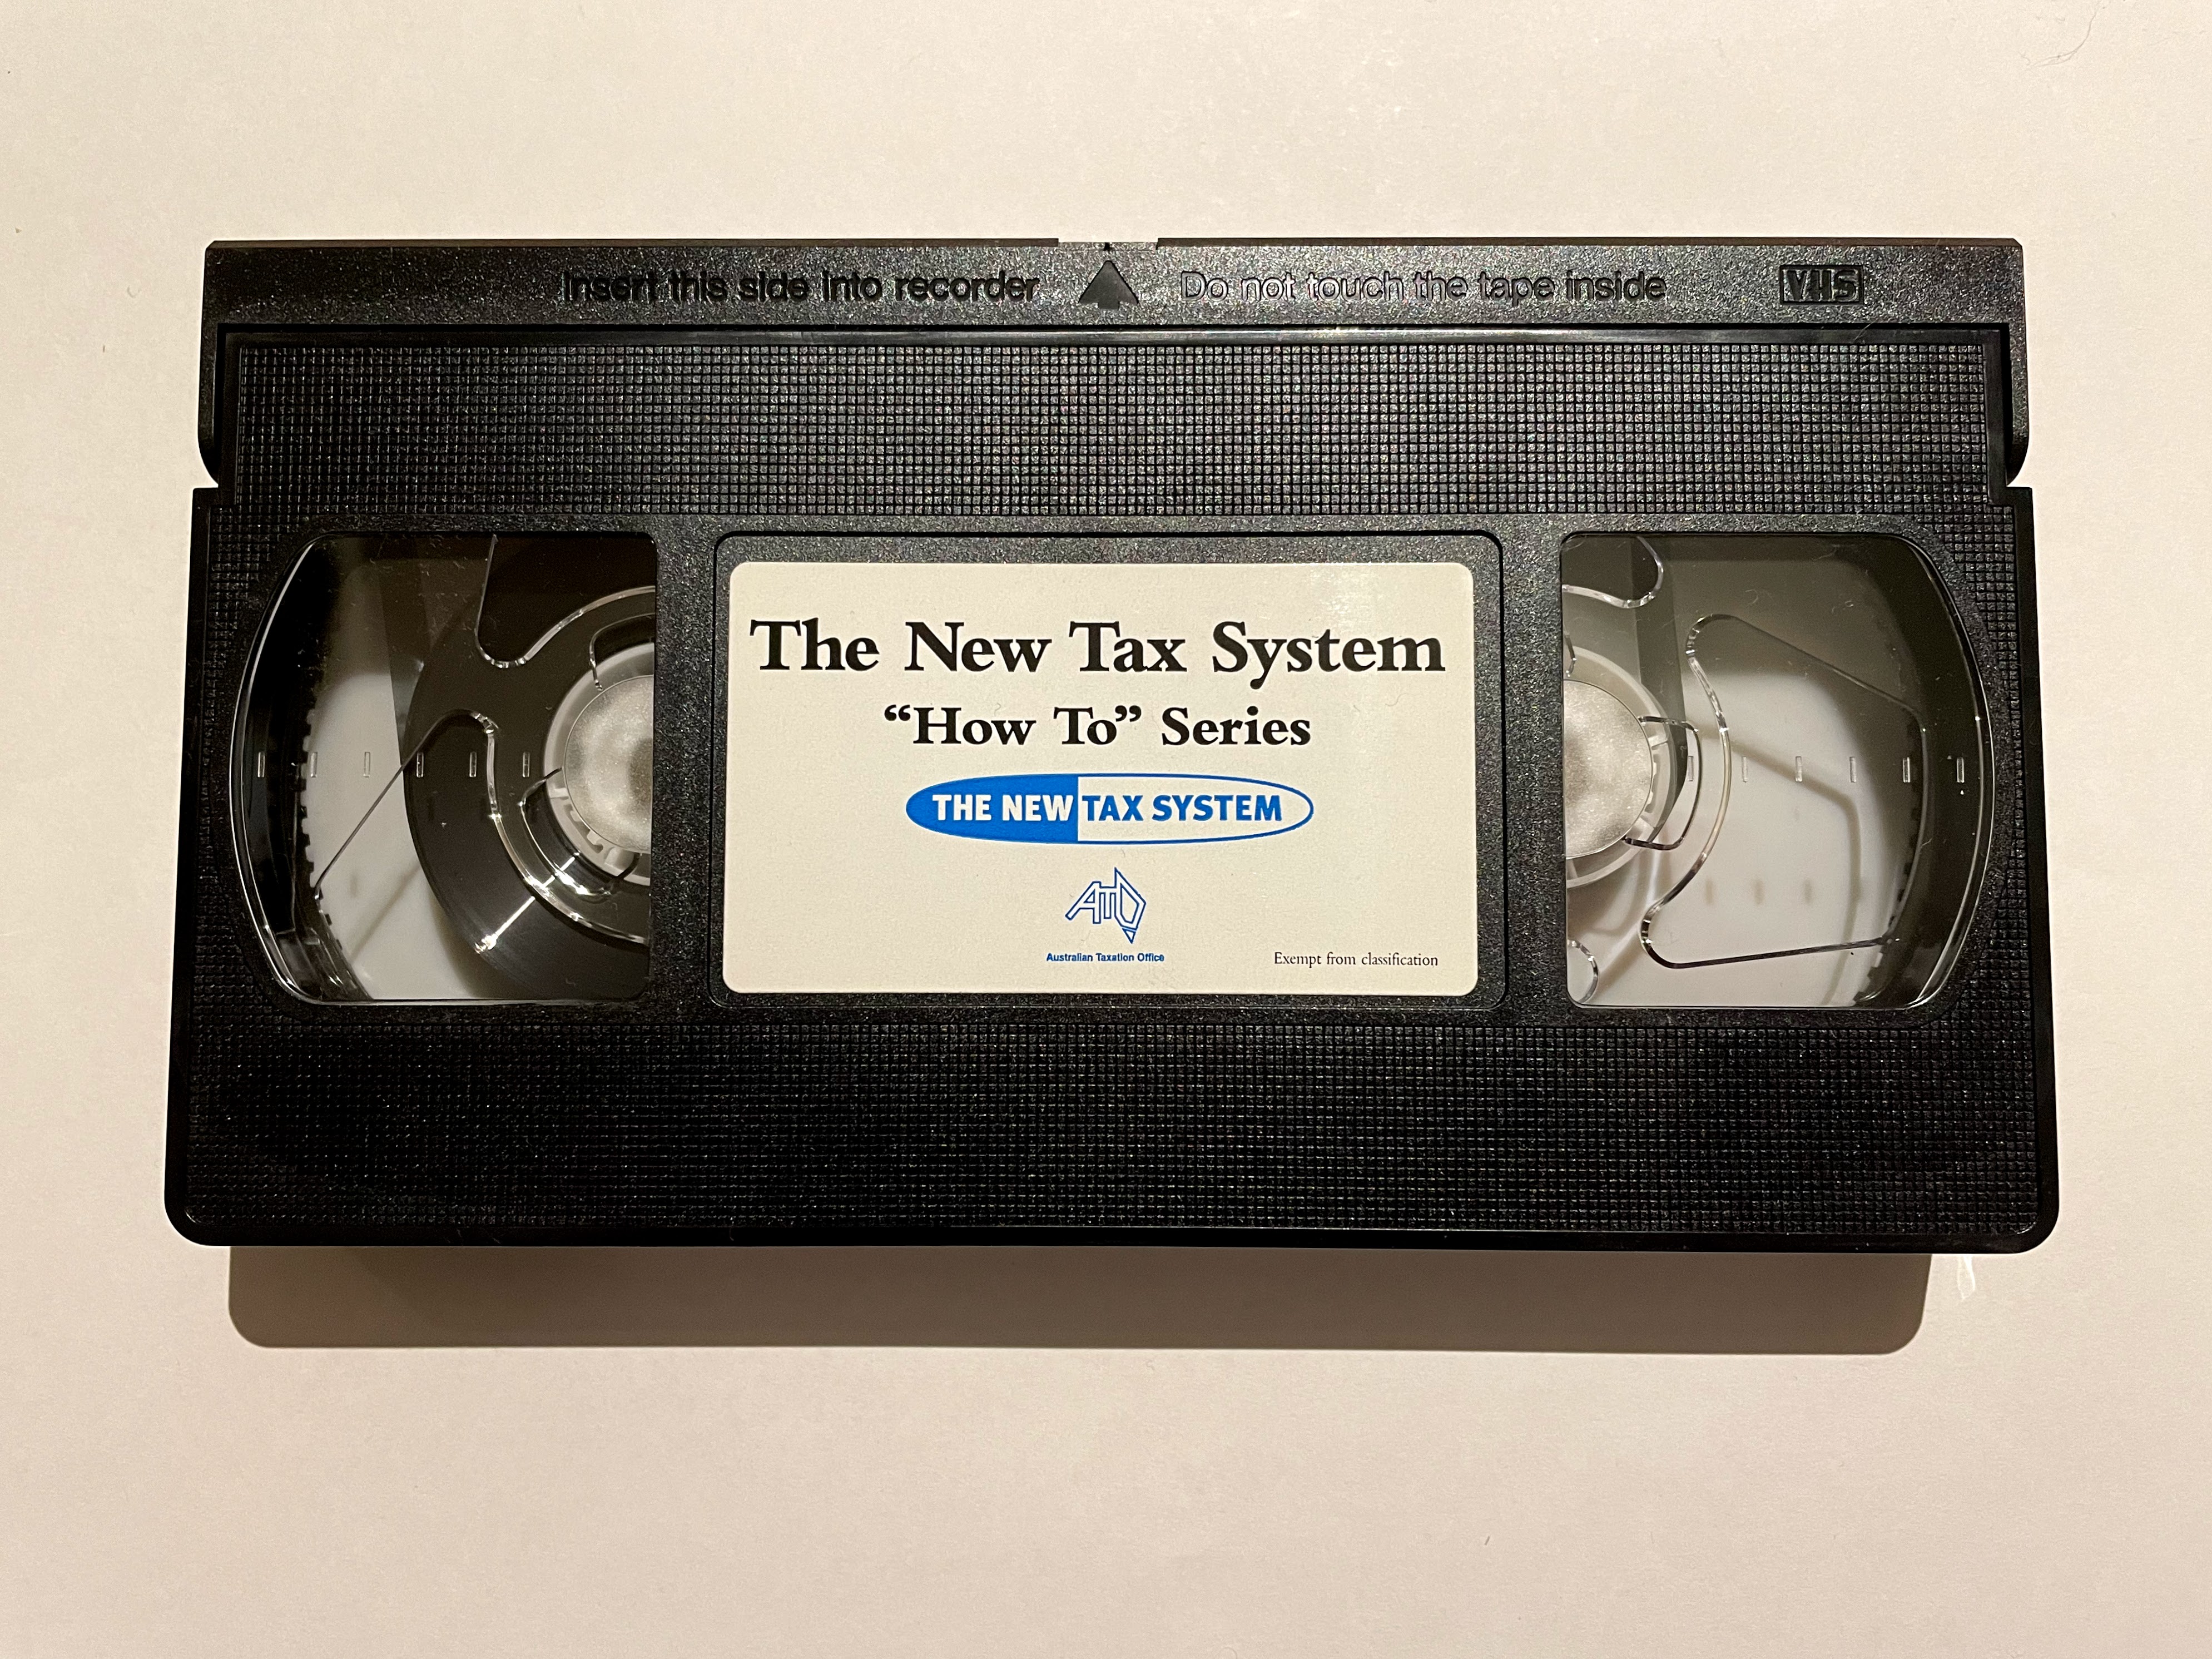 Insert this side into recorder Do not touch the tape inside VHS
The New Tax System
“How To” Series
THE NEW TAX SYSTEM
ATO
Australian Taxation Office
Exempt from classification